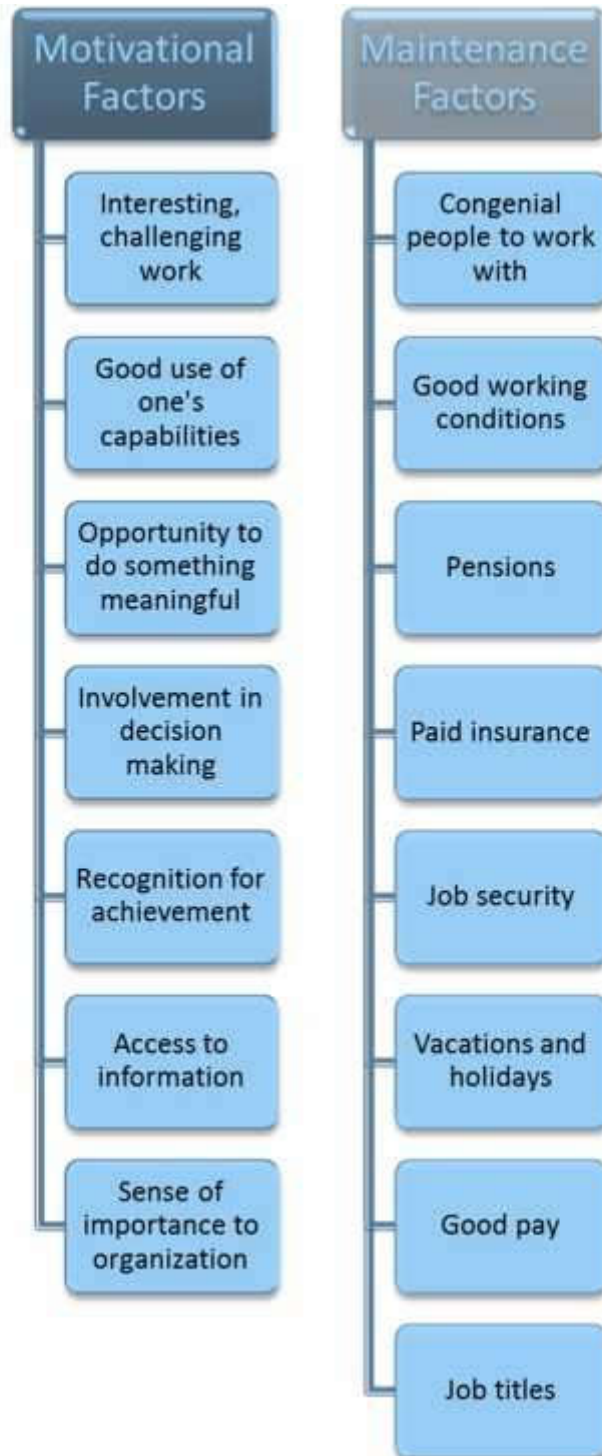 Motivational
Factors
Interesting,
challenging
work
Good use of
one's
capabilities
Opportunity to
do something
meaningful
Involvement in
decision
making
Recognition for
achievement
Access to
information
Sense of
importance to
organization
Maintenance
Factors
Congenial
people to work
with
Good working
conditions
Pensions
Paid insurance
Job security
Vacations and
holidays
Good pay
Job titles